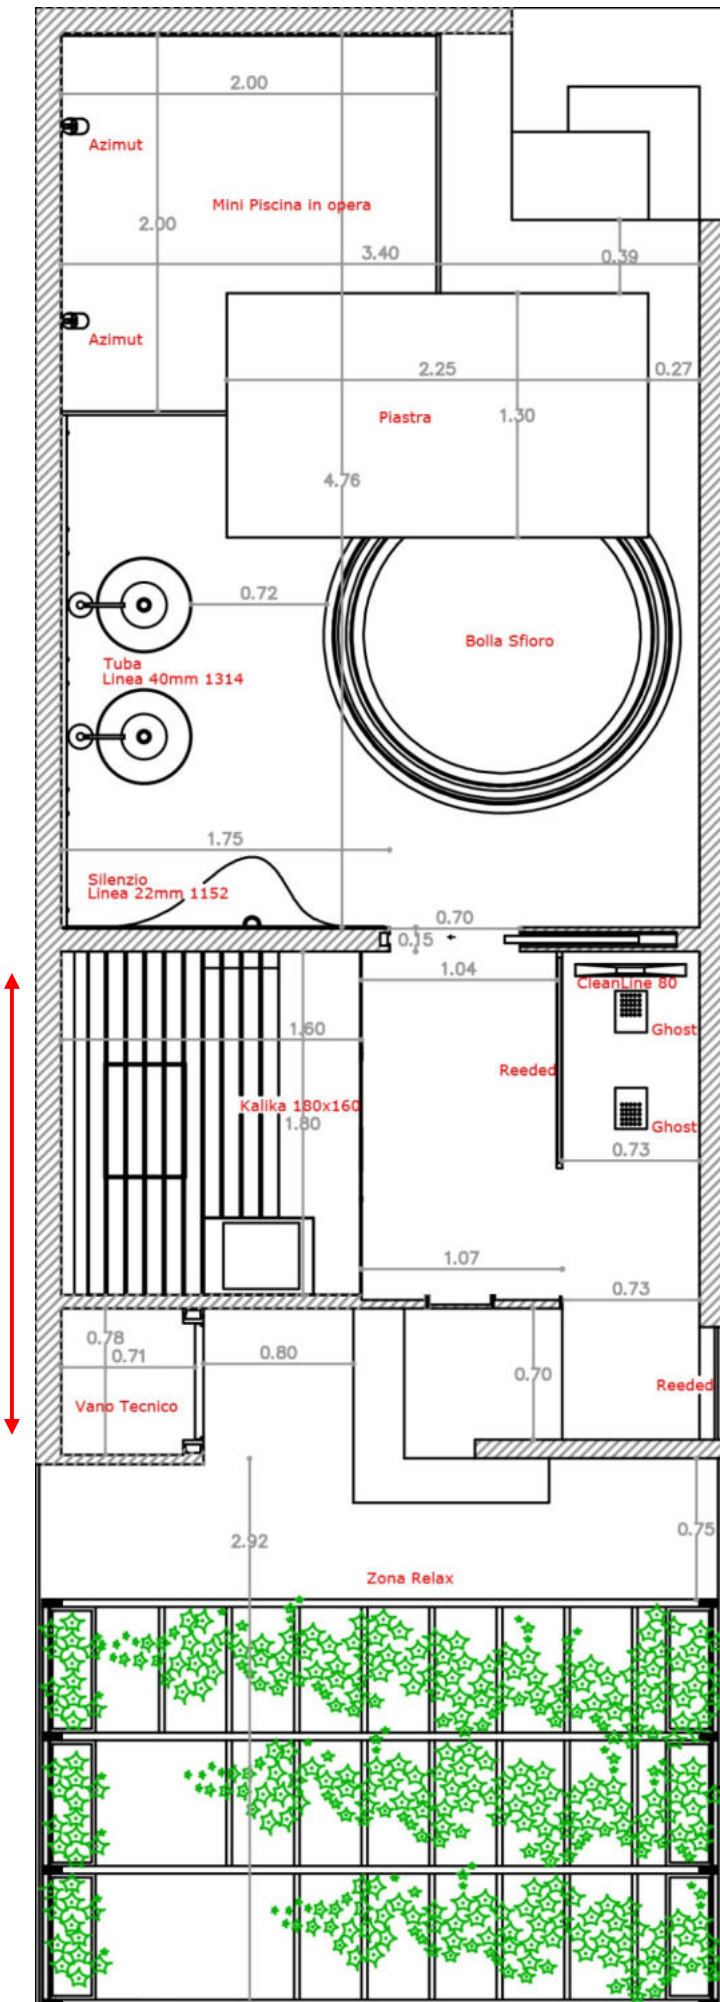 2.00
Azimut
Mini Piscina in opera
2.00
3.40
0.39
Azimut
2.25
0.27
Piastra
1.30
4.76
0.72
Bolla Sfioro
Tuba
Linea 40mm 1314
1.75
Silenzio
Linea 22mm 1152
0.70
0.15
1.04
CleanLine 80
1.60
Ghost
Reeded
Kalika 180x160
1.80
Ghost
0.73
1.07
0.73
0.78
0.71
0.80
0.70
Reeded
Vano Tecnico
2.92
0.75
Zona Relax